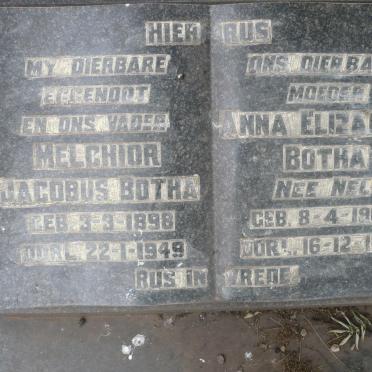 HIER RUS
MY DIERBARE
EGGENOOT
EN ONS VADER
MELCHIOR
JACOBUS BOTHA
GEB. 3-3-1898
OORL. 22-1-1949
ONS DIERBA
MOEDER
ANNA ELIZA
BOTHA
NEE NEL
GEB. 8-4-19
OORL. 16-12-1
RUS IN VREDE